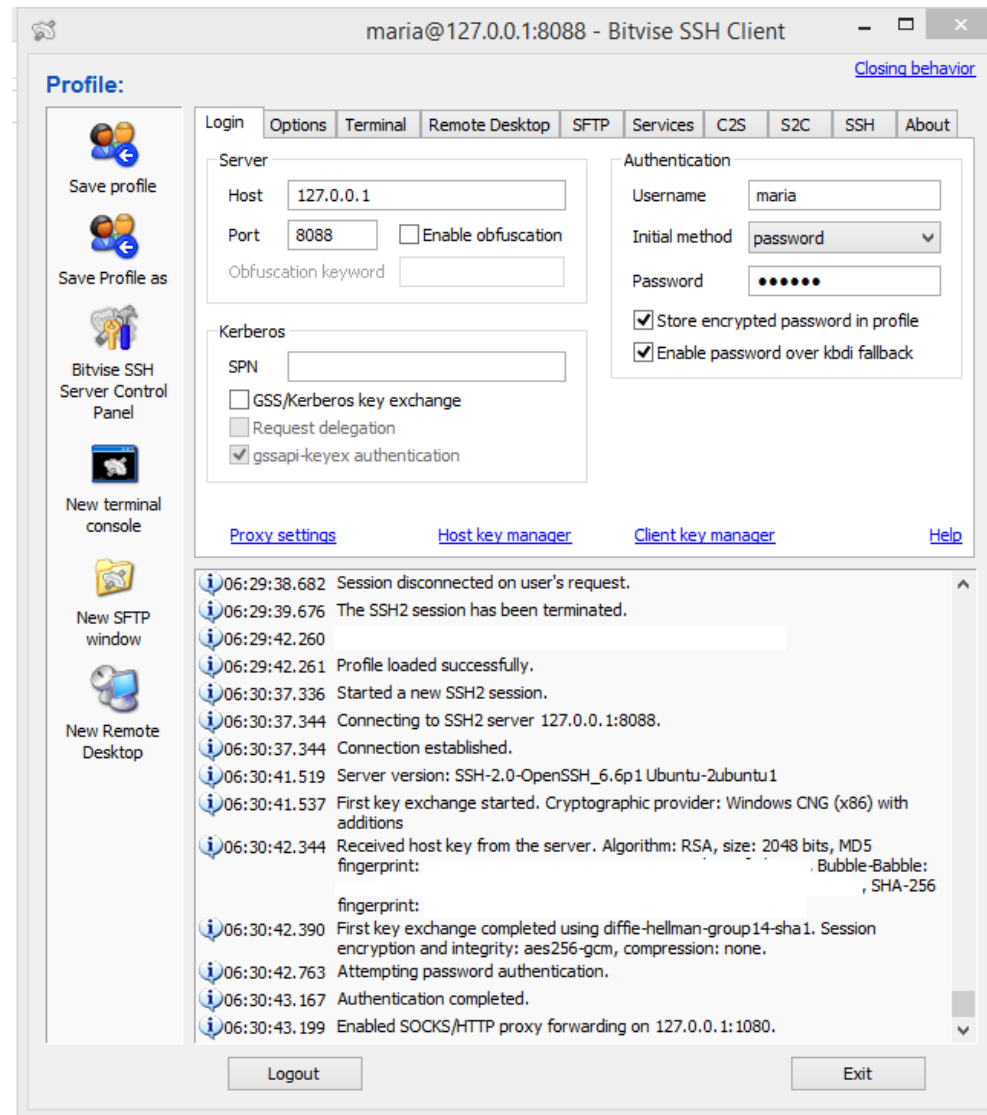 maria@127.0.0.1:8088 - Bitvise SSH Client
Closing behavior
Profile:
Save profile
Save Profile as
Bitvise SSH
Server Control
Panel
New terminal
console
New SFTP
window
New Remote
Desktop
Login Options Terminal Remote Desktop SFTP Services C2S S2C SSH About
Server
Host 127.0.0.1
Port 8088 Enable obfuscation
Obfuscation keyword
Kerberos
SPN
GSS/Kerberos key exchange
Request delegation
gssapi-keyex authentication
Authentication
Username maria
Initial method password
Password ●●●●●●
Store encrypted password in profile
Enable password over kbdi fallback
Proxy settings Host key manager Client key manager Help
06:29:38.682 Session disconnected on user's request.
06:29:39.676 The SSH2 session has been terminated.
06:29:42.260
06:29:42.261 Profile loaded successfully.
06:30:37.336 Started a new SSH2 session.
06:30:37.344 Connecting to SSH2 server 127.0.0.1:8088.
06:30:37.344 Connection established.
06:30:41.519 Server version: SSH-2.0-OpenSSH_6.6p1 Ubuntu-2ubuntu1
06:30:41.537 First key exchange started. Cryptographic provider: Windows CNG (x86) with
additions
06:30:42.344 Received host key from the server. Algorithm: RSA, size: 2048 bits, MD5
fingerprint: . Bubble-Babble:
, SHA-256
fingerprint:
06:30:42.390 First key exchange completed using diffie-hellman-group14-sha1. Session
encryption and integrity: aes256-gcm, compression: none.
06:30:42.763 Attempting password authentication.
06:30:43.167 Authentication completed.
06:30:43.199 Enabled SOCKS/HTTP proxy forwarding on 127.0.0.1:1080.
Logout Exit